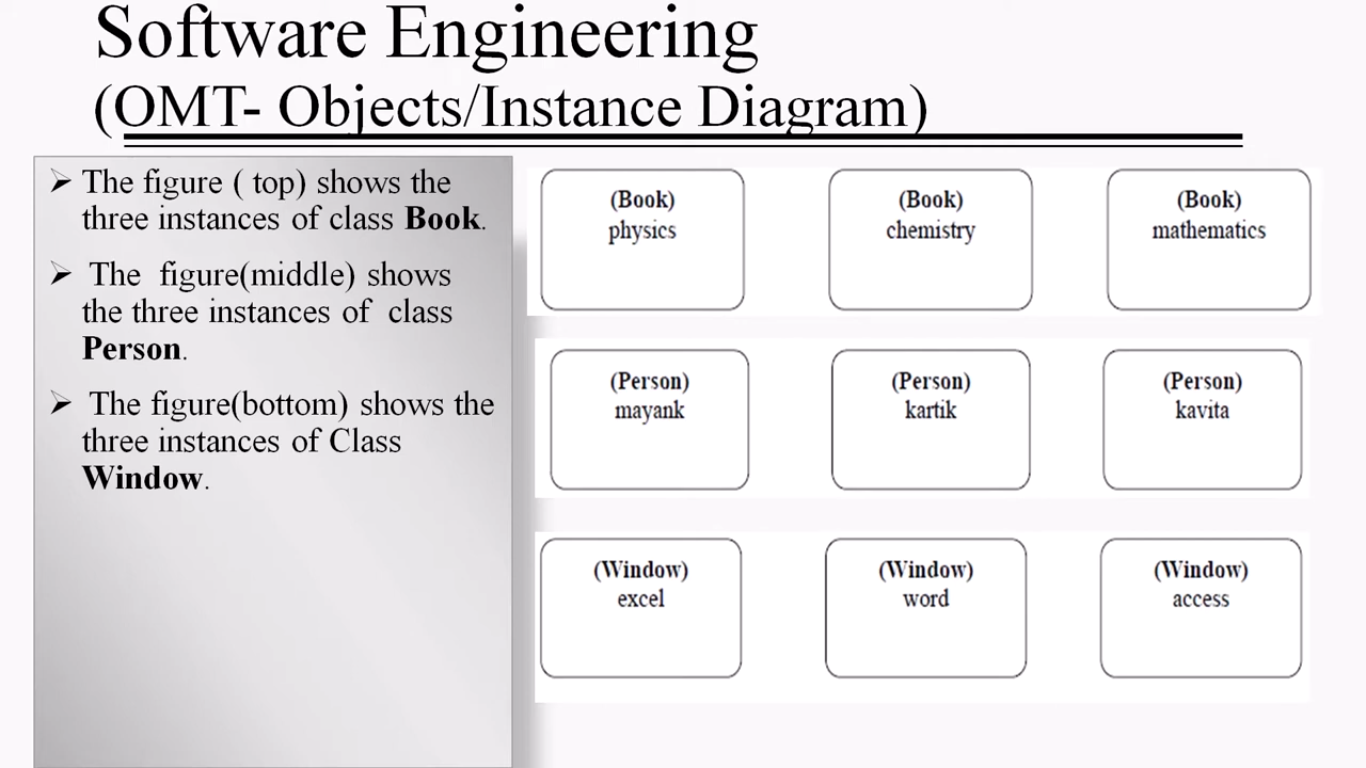 Software Engineering
(OMT- Objects/Instance Diagram)
➢ The figure ( top) shows the
three instances of class Book.
➢ The figure(middle) shows
the three instances of class
Person.
➢ The figure(bottom) shows the
three instances of Class
Window.
(Book)
physics
(Book)
chemistry
(Book)
mathematics
(Person)
mayank
(Person)
kartik
(Person)
kavita
(Window)
excel
(Window)
word
(Window)
access